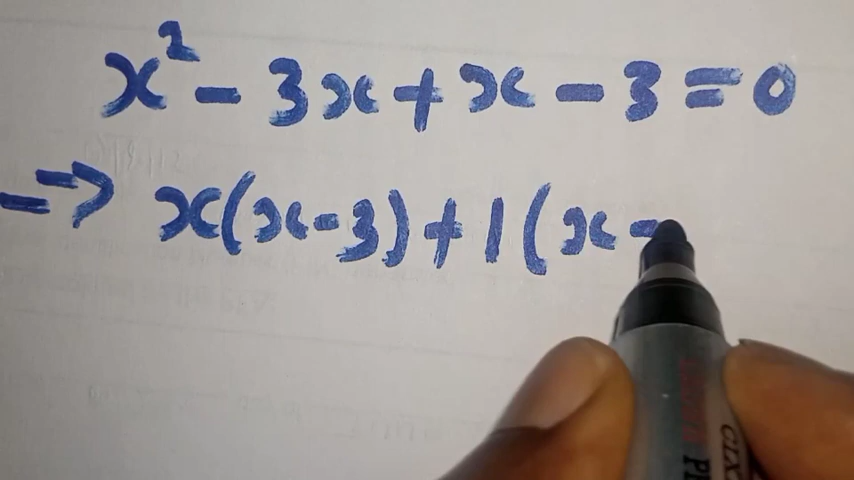 x² - 3x + x - 3 = 0
-> x(x - 3) + 1(x -